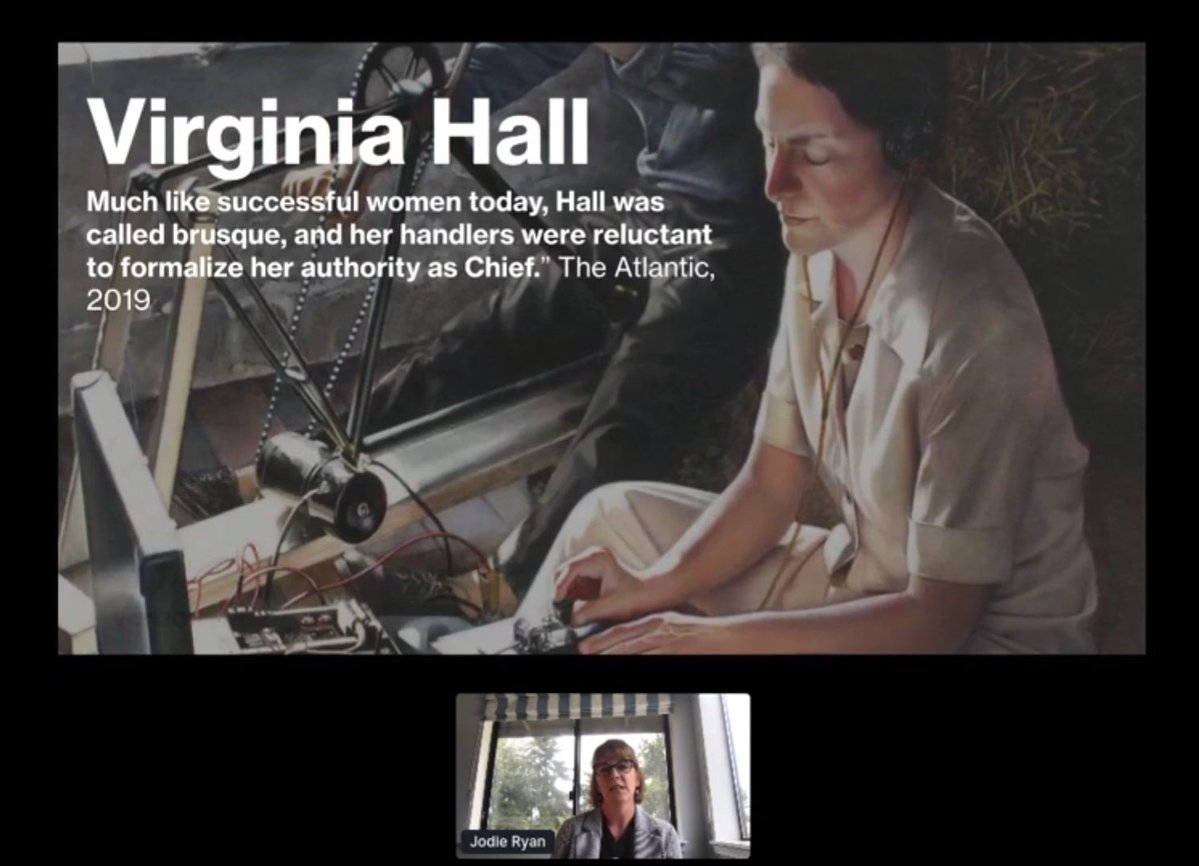 Virginia Hall
Much like successful women today, Hall was
called brusque, and her handlers were reluctant
to formalize her authority as Chief.” The Atlantic,
2019
Jodie Ryan